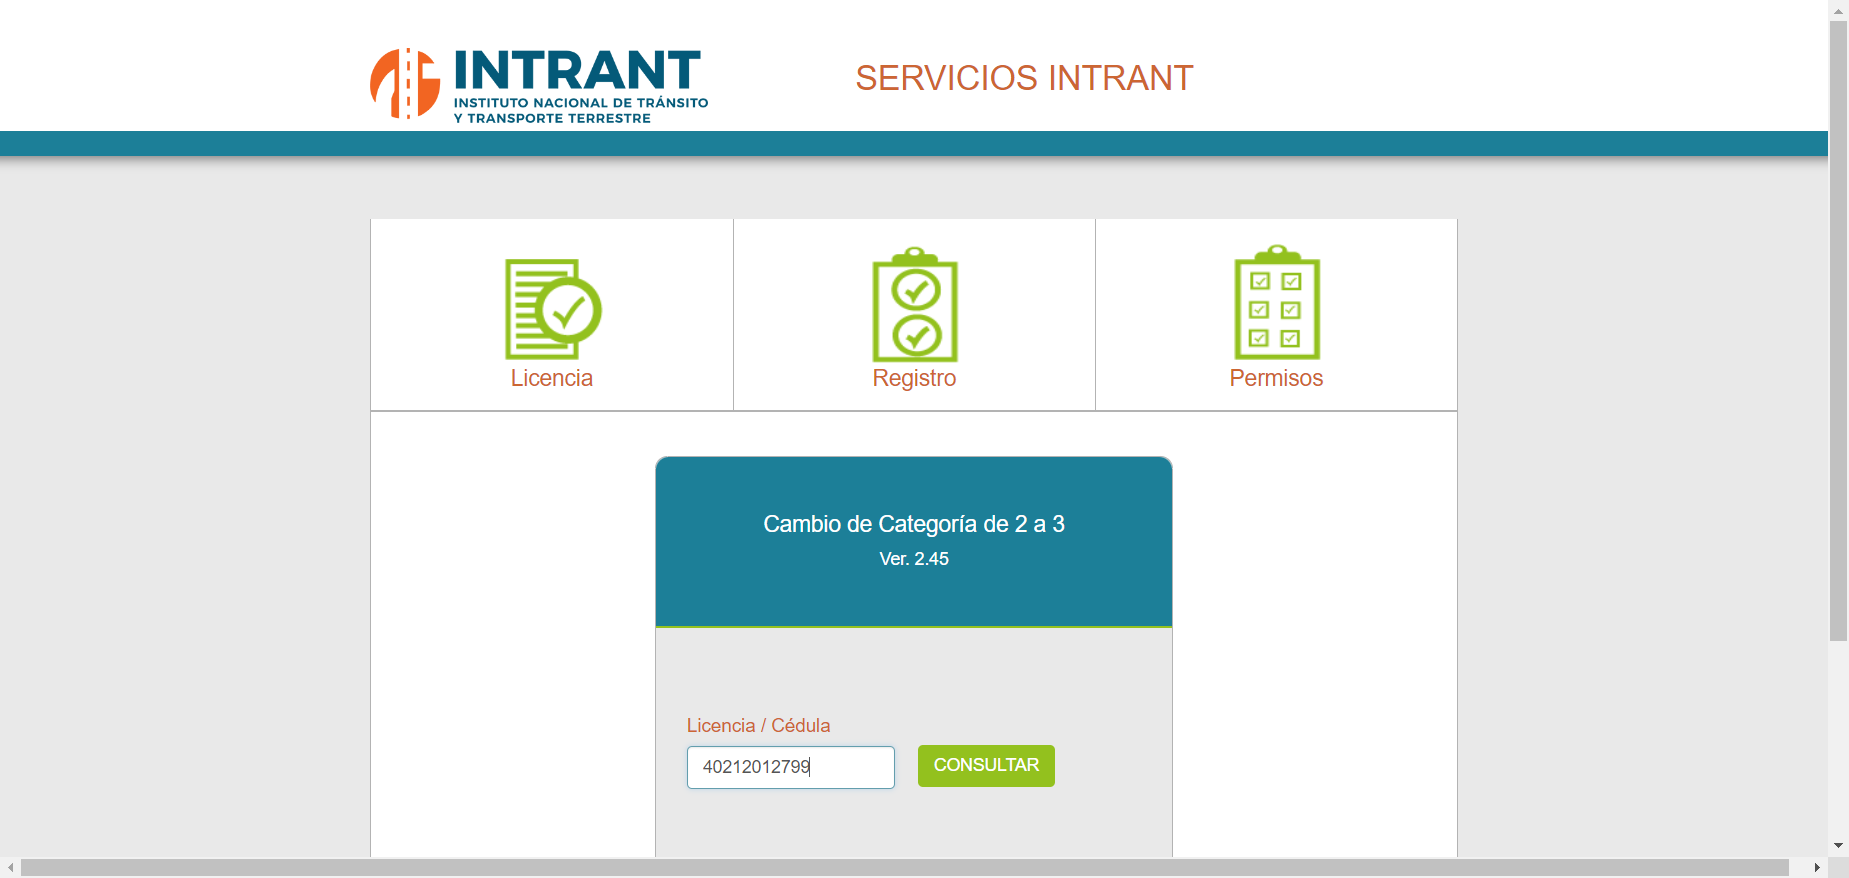 INTRANT
INSTITUTO NACIONAL DE TRÁNSITO
Y TRANSPORTE TERRESTRE
SERVICIOS INTRANT
Licencia
Registro
Permisos
Cambio de Categoría de 2 a 3
Ver. 2.45
Licencia / Cédula
40212012799
CONSULTAR